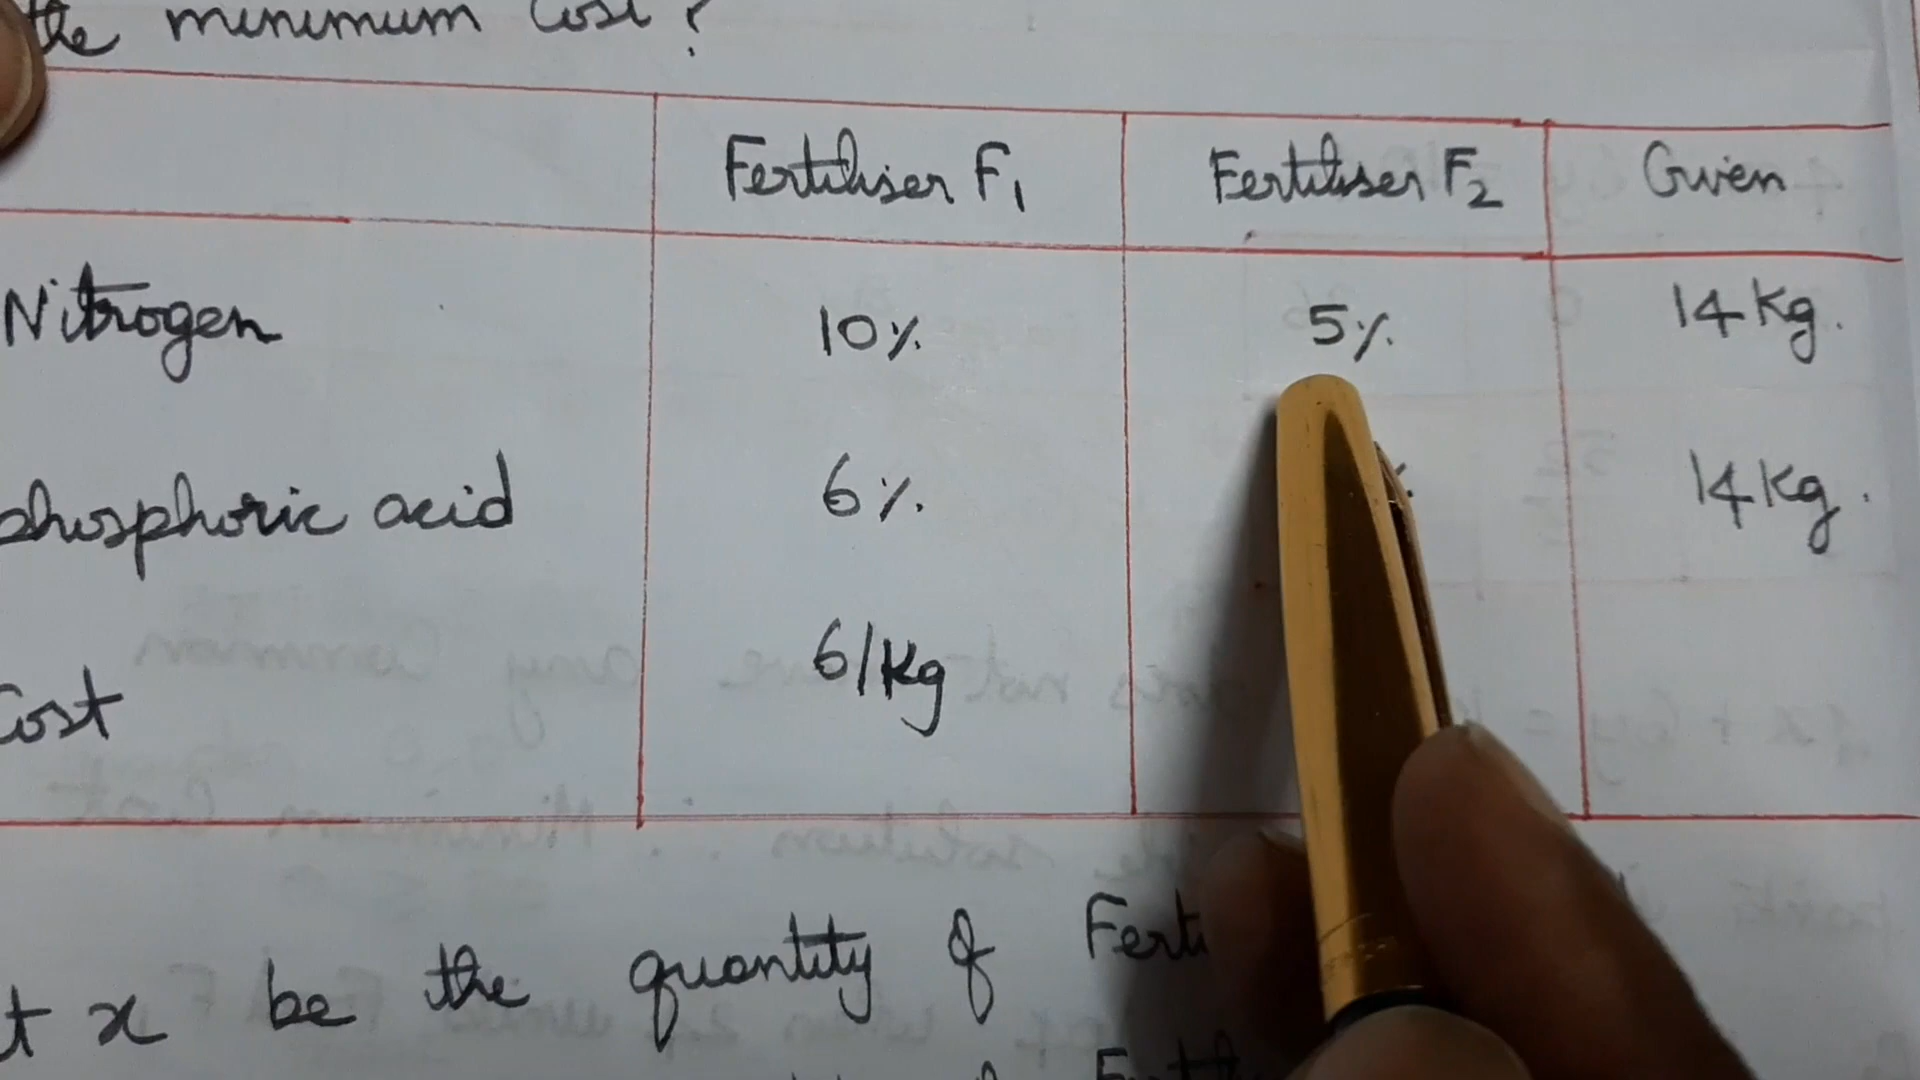 the minimum cost?
Fertiliser F1 Fertiliser F2 Given
Nitrogen 10% 5% 14 Kg.
phosphoric acid 6% 14 Kg.
Cost 6/Kg
x be the quantity of